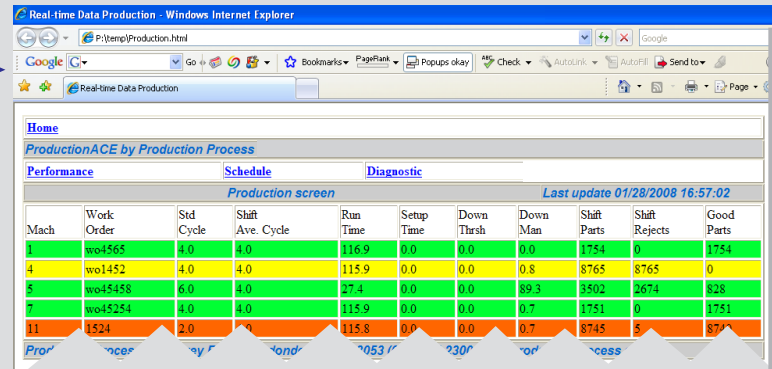 Real-time Data Production - Windows Internet Explorer
P:\temp\Production.html Google
Google G Go Bookmarks PageRank Popups okay Check AutoLink AutoFill Send to
Real-time Data Production Page
Home
ProductionACE by Production Process
Performance Schedule Diagnostic
Production screen Last update 01/28/2008 16:57:02
Mach Work Order Std Cycle Shift Ave. Cycle Run Time Setup Time Down Thrsh Down Man Shift Parts Shift Rejects Good Parts
1 wo4565 4.0 4.0 116.9 0.0 0.0 0.0 1754 0 1754
4 wo1452 4.0 4.0 115.9 0.0 0.0 0.8 8765 8765 0
5 wo45458 6.0 4.0 27.4 0.0 0.0 89.3 3502 2674 828
7 wo45254 4.0 4.0 115.9 0.0 0.0 0.7 1751 0 1751
11 1524 2.0 115.8 0.0 0.0 0.7 8745 5